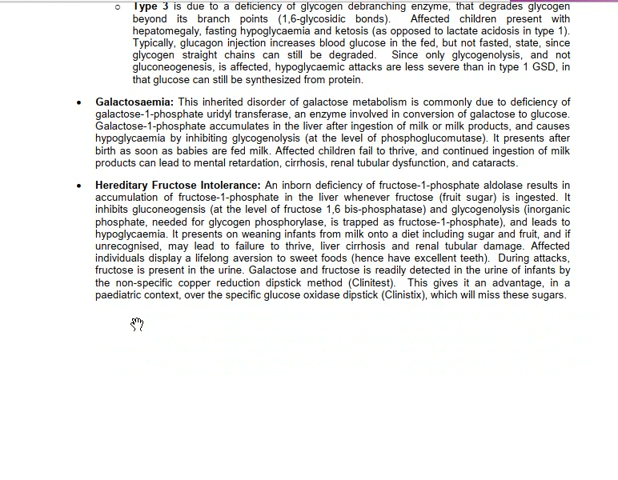 ○ Type 3 is due to a deficiency of glycogen debranching enzyme, that degrades glycogen
beyond its branch points (1,6-glycosidic bonds). Affected children present with
hepatomegaly, fasting hypoglycaemia and ketosis (as opposed to lactate acidosis in type 1).
Typically, glucagon injection increases blood glucose in the fed, but not fasted, state, since
glycogen straight chains can still be degraded. Since only glycogenolysis, and not
gluconeogenesis, is affected, hypoglycaemic attacks are less severe than in type 1 GSD, in
that glucose can still be synthesized from protein.
• Galactosaemia: This inherited disorder of galactose metabolism is commonly due to deficiency of
galactose-1-phosphate uridyl transferase, an enzyme involved in conversion of galactose to glucose.
Galactose-1-phosphate accumulates in the liver after ingestion of milk or milk products, and causes
hypoglycaemia by inhibiting glycogenolysis (at the level of phosphoglucomutase). It presents after
birth as soon as babies are fed milk. Affected children fail to thrive, and continued ingestion of milk
products can lead to mental retardation, cirrhosis, renal tubular dysfunction, and cataracts.
• Hereditary Fructose Intolerance: An inborn deficiency of fructose-1-phosphate aldolase results in
accumulation of fructose-1-phosphate in the liver whenever fructose (fruit sugar) is ingested. It
inhibits gluconeogensis (at the level of fructose 1,6 bis-phosphatase) and glycogenolysis (inorganic
phosphate, needed for glycogen phosphorylase, is trapped as fructose-1-phosphate), and leads to
hypoglycaemia. It presents on weaning infants from milk onto a diet including sugar and fruit, and if
unrecognised, may lead to failure to thrive, liver cirrhosis and renal tubular damage. Affected
individuals display a lifelong aversion to sweet foods (hence have excellent teeth). During attacks,
fructose is present in the urine. Galactose and fructose is readily detected in the urine of infants by
the non-specific copper reduction dipstick method (Clinitest). This gives it an advantage, in a
paediatric context, over the specific glucose oxidase dipstick (Clinistix), which will miss these sugars.